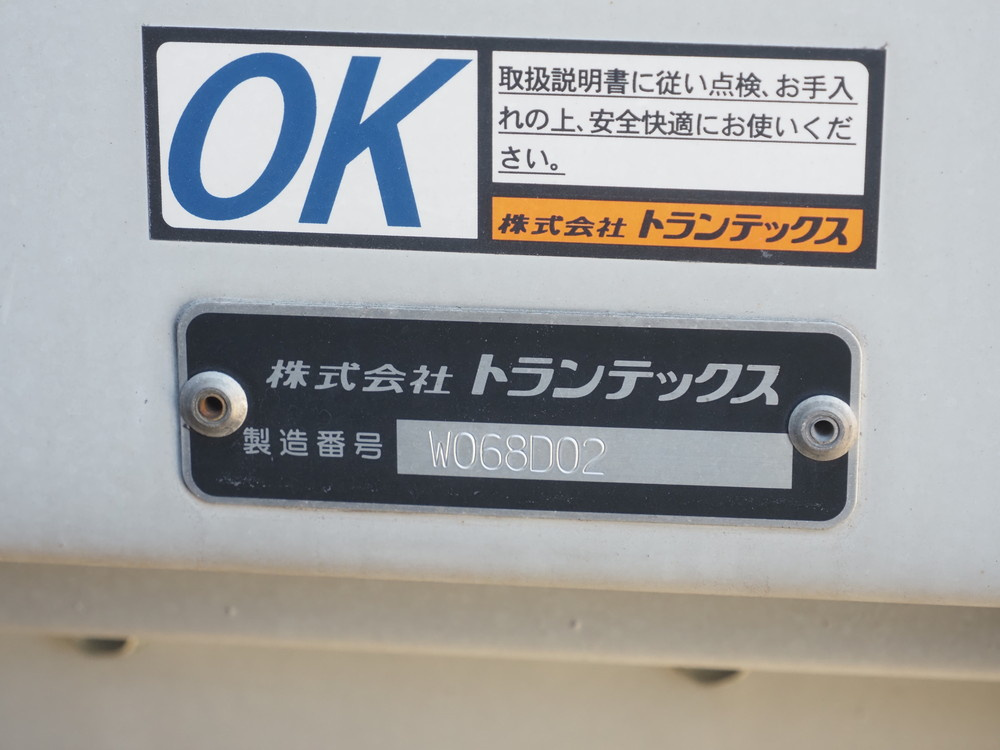 OK
取扱説明書に従い点検、お手入
れの上、安全快適にお使いくだ
さい。
株式会社 トランテックス
株式会社 トランテックス
製造番号 W068D02